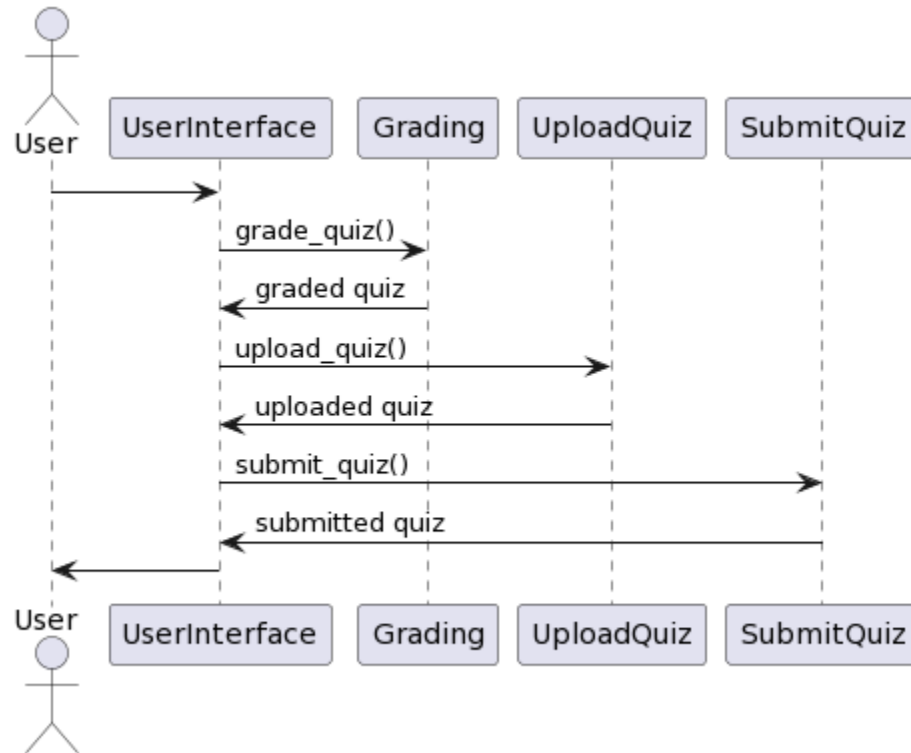 User
UserInterface
Grading
UploadQuiz
SubmitQuiz
grade_quiz()
graded quiz
upload_quiz()
uploaded quiz
submit_quiz()
submitted quiz
User
UserInterface
Grading
UploadQuiz
SubmitQuiz